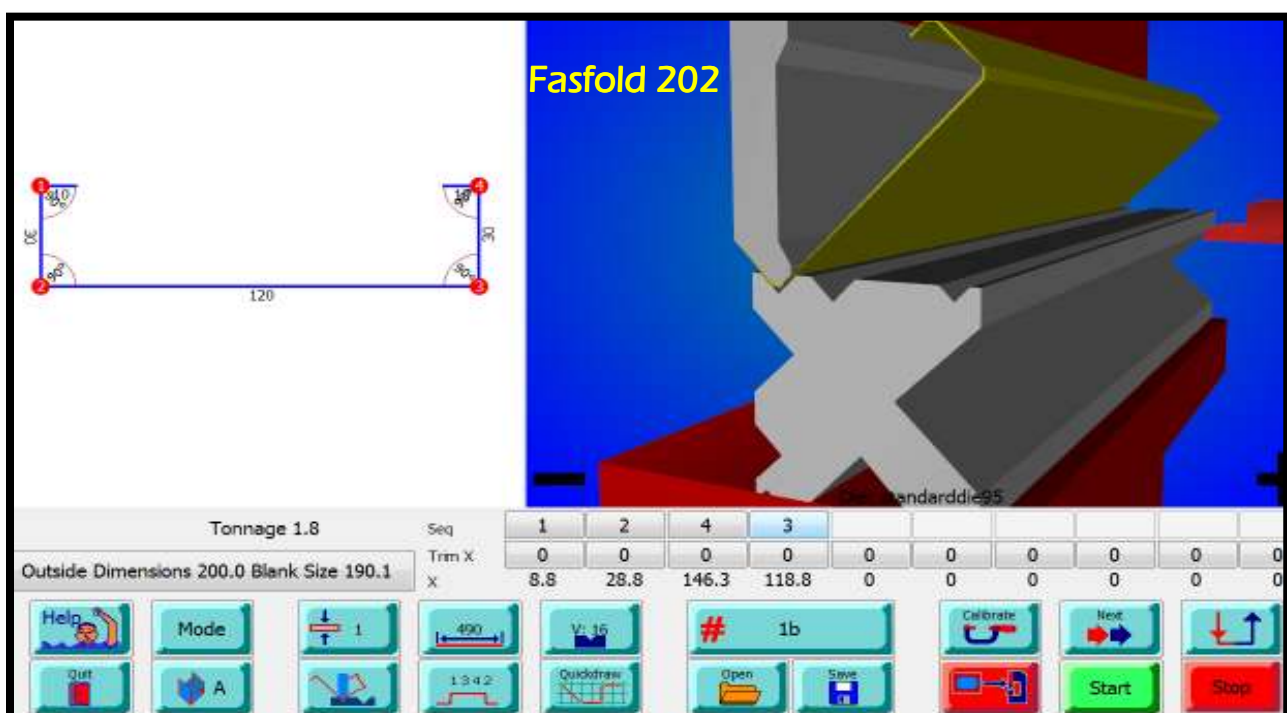 Fasfold 202
1 10 90° 4
30 30
90° 90°
2 120 3
andarddie95
Tonnage 1.8
Outside Dimensions 200.0 Blank Size 190.1
Seq 1 2 4 3
Trim X 0 0 0 0 0 0 0 0 0 0
X 8.8 28.8 146.3 118.8 0 0 0 0 0 0
Help Mode 1 490 V: 16 # 1b Calibrate Next
Quit A 1 3 4 2 Quickdraw Open Save Start Stop